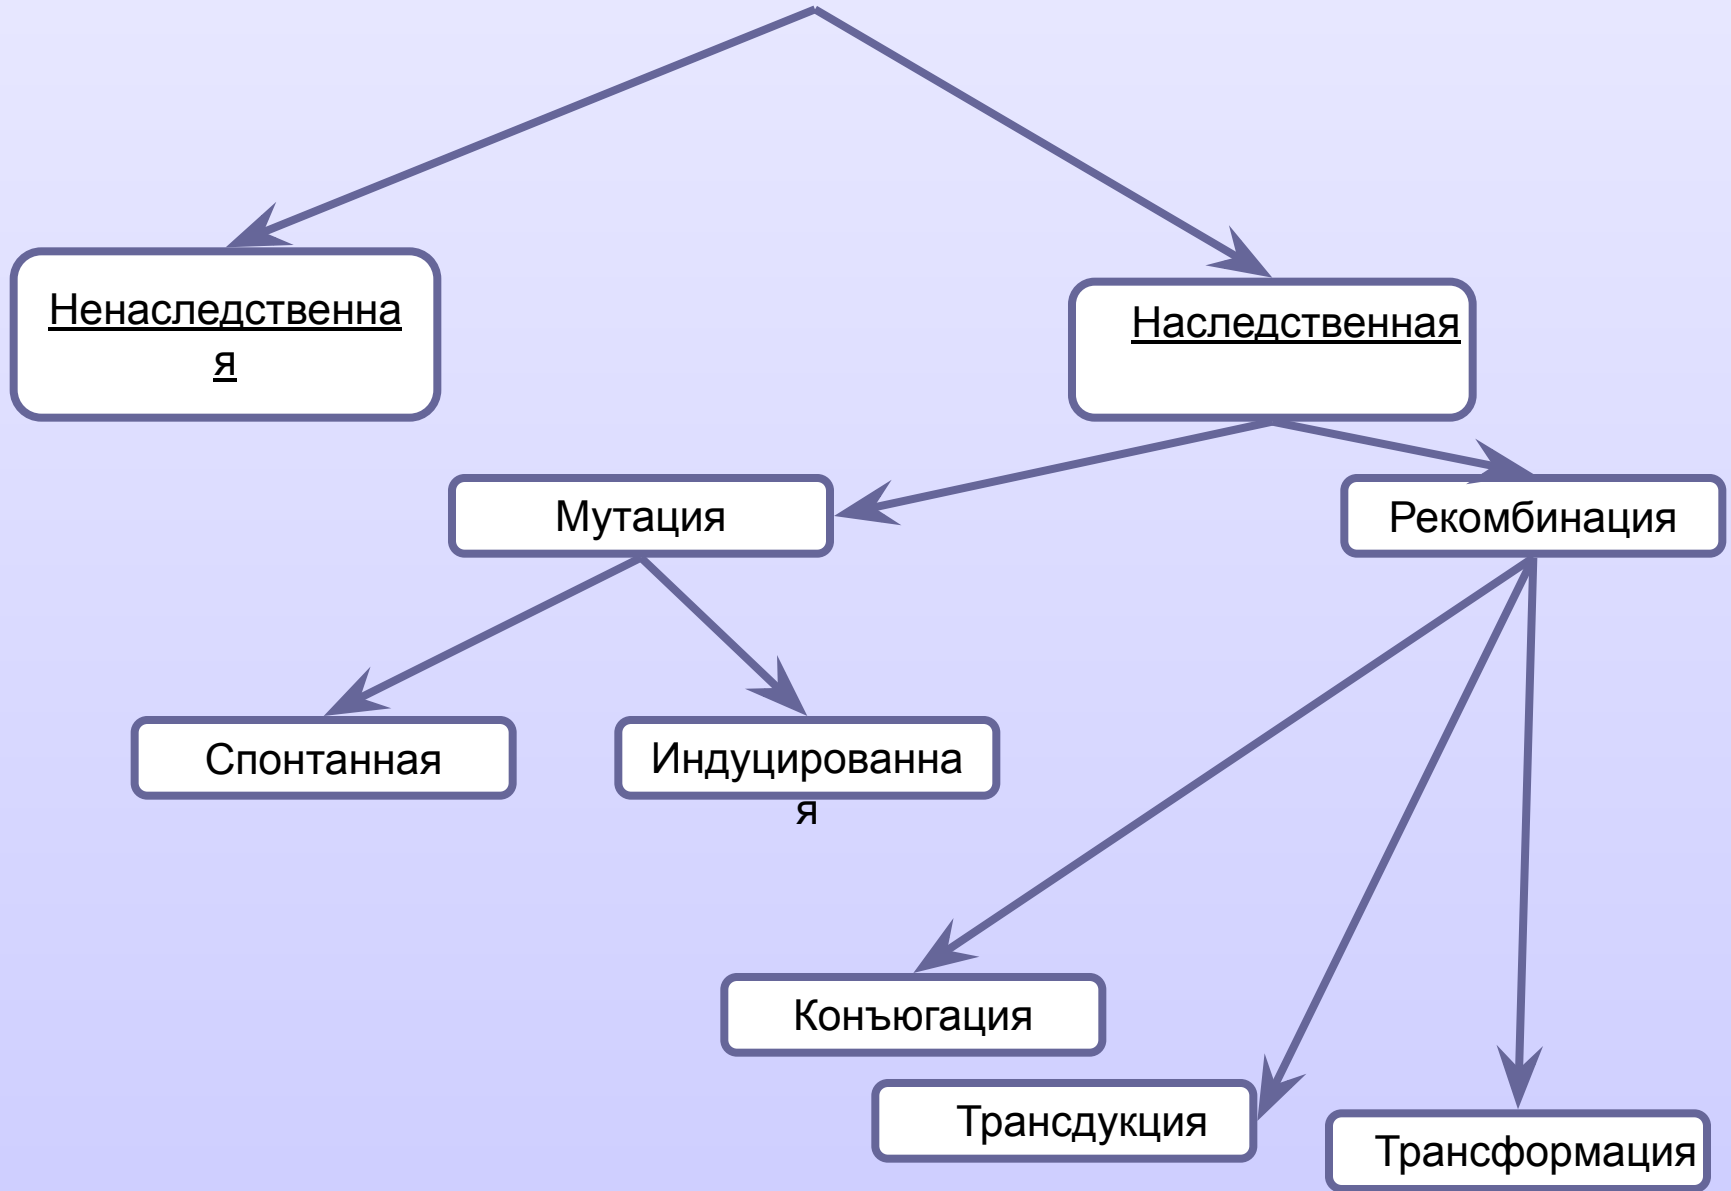 Ненаследственна
я
Наследственная
Мутация
Рекомбинация
Спонтанная
Индуцированна
я
Конъюгация
Трансдукция
Трансформация